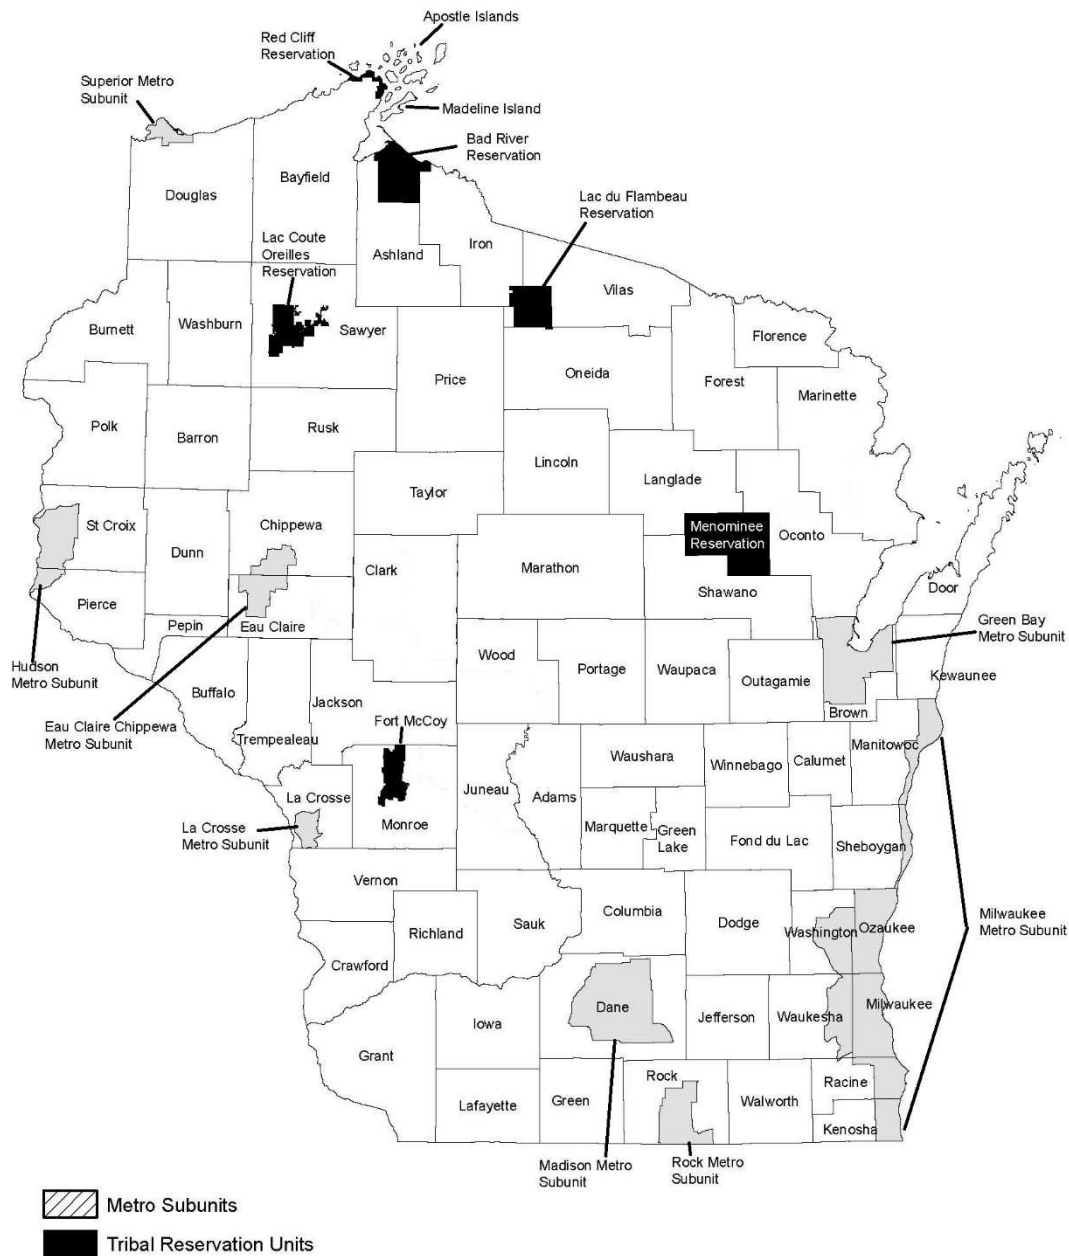 Apostle Islands
Red Cliff
Reservation
Superior Metro
Subunit
Madeline Island
Bad River
Reservation
Bayfield
Douglas
Lac du Flambeau
Reservation
Lac Coute
Oreilles
Reservation
Ashland
Iron
Vilas
Burnett
Washburn
Sawyer
Florence
Price
Oneida
Forest
Marinette
Polk
Barron
Rusk
Lincoln
Langlade
Taylor
St Croix
Chippewa
Menominee
Reservation
Oconto
Dunn
Clark
Marathon
Shawano
Door
Pierce
Pepin
Eau Claire
Green Bay
Metro Subunit
Hudson
Metro Subunit
Wood
Portage
Waupaca
Outagamie
Kewaunee
Buffalo
Jackson
Brown
Eau Claire Chippewa
Metro Subunit
Trempealeau
Fort McCoy
Manitowoc
Waushara
Winnebago
Calumet
La Crosse
Juneau
Adams
La Crosse
Metro Subunit
Monroe
Marquette
Green
Lake
Fond du Lac
Sheboygan
Vernon
Columbia
Dodge
Richland
Sauk
Washington
Ozaukee
Milwaukee
Metro Subunit
Crawford
Dane
Iowa
Jefferson
Waukesha
Milwaukee
Grant
Rock
Racine
Lafayette
Green
Walworth
Kenosha
Madison Metro
Subunit
Rock Metro
Subunit
Metro Subunits
Tribal Reservation Units